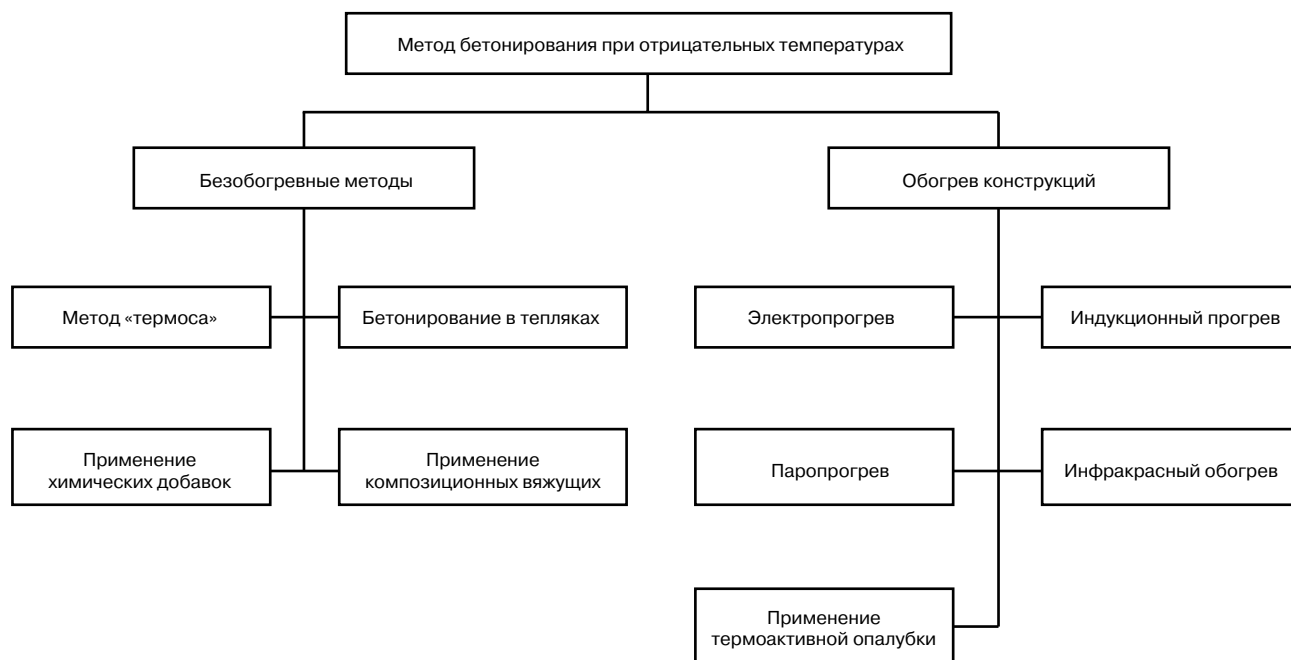 Метод бетонирования при отрицательных температурах
Безобогревные методы
Обогрев конструкций
Метод «термоса»
Бетонирование в тепляках
Электропрогрев
Индукционный прогрев
Применение
химических добавок
Применение
композиционных вяжущих
Паропрогрев
Инфракрасный обогрев
Применение
термоактивной опалубки